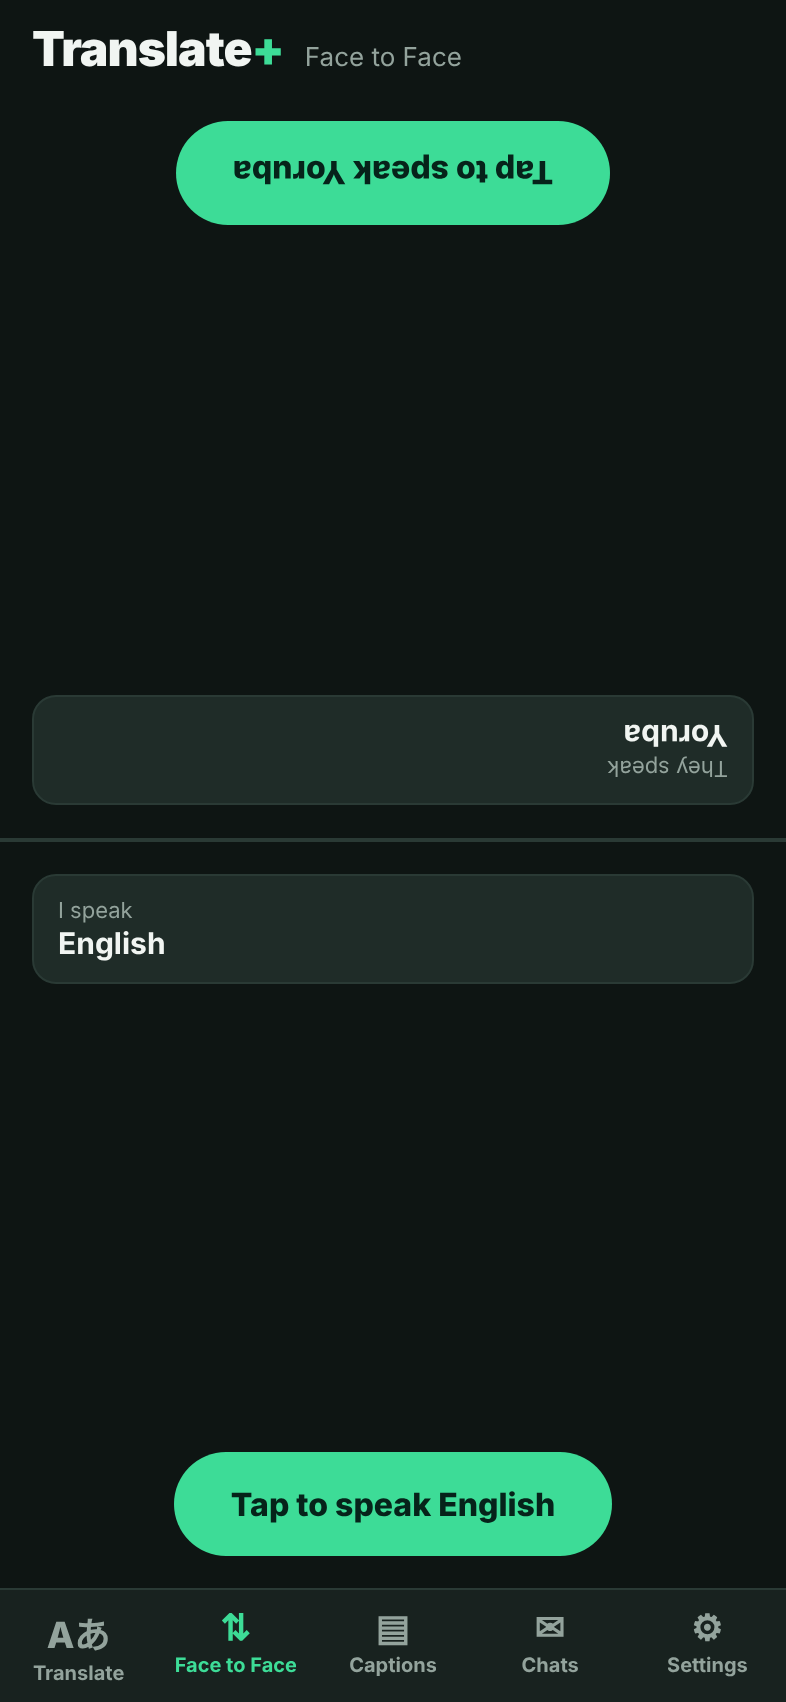 Translate+ Face to Face
Tap to speak Yoruba
They speak
Yoruba
I speak
English
Tap to speak English
Aあ
Translate
Face to Face
Captions
Chats
Settings